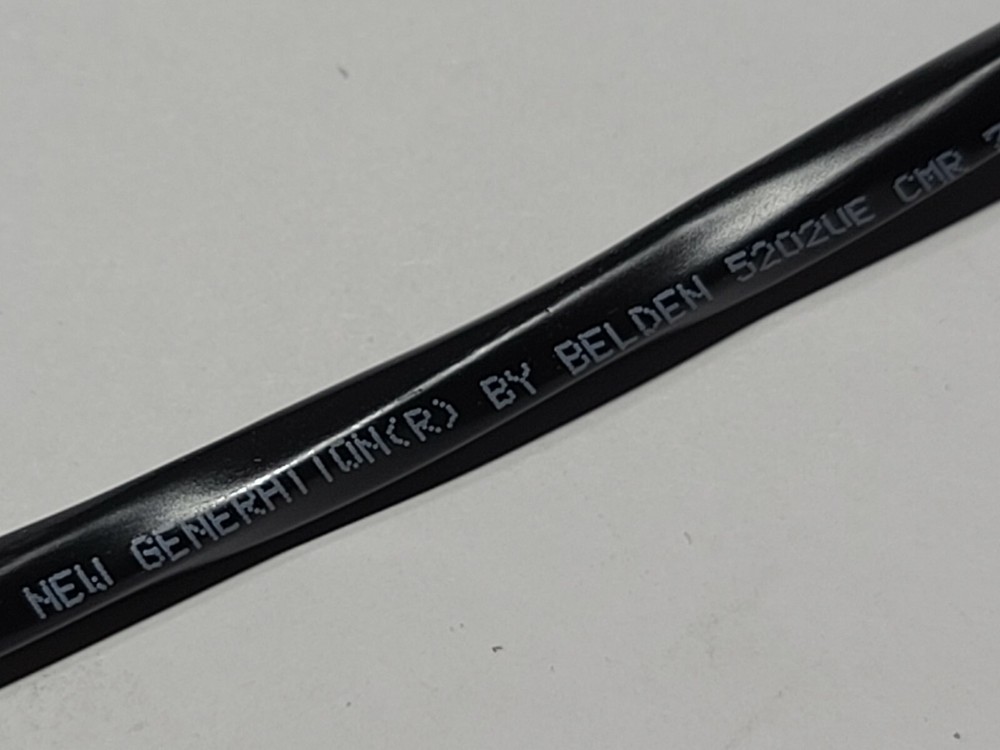 NEW GENERATION(R) BY BELDEN 5202UE CMR